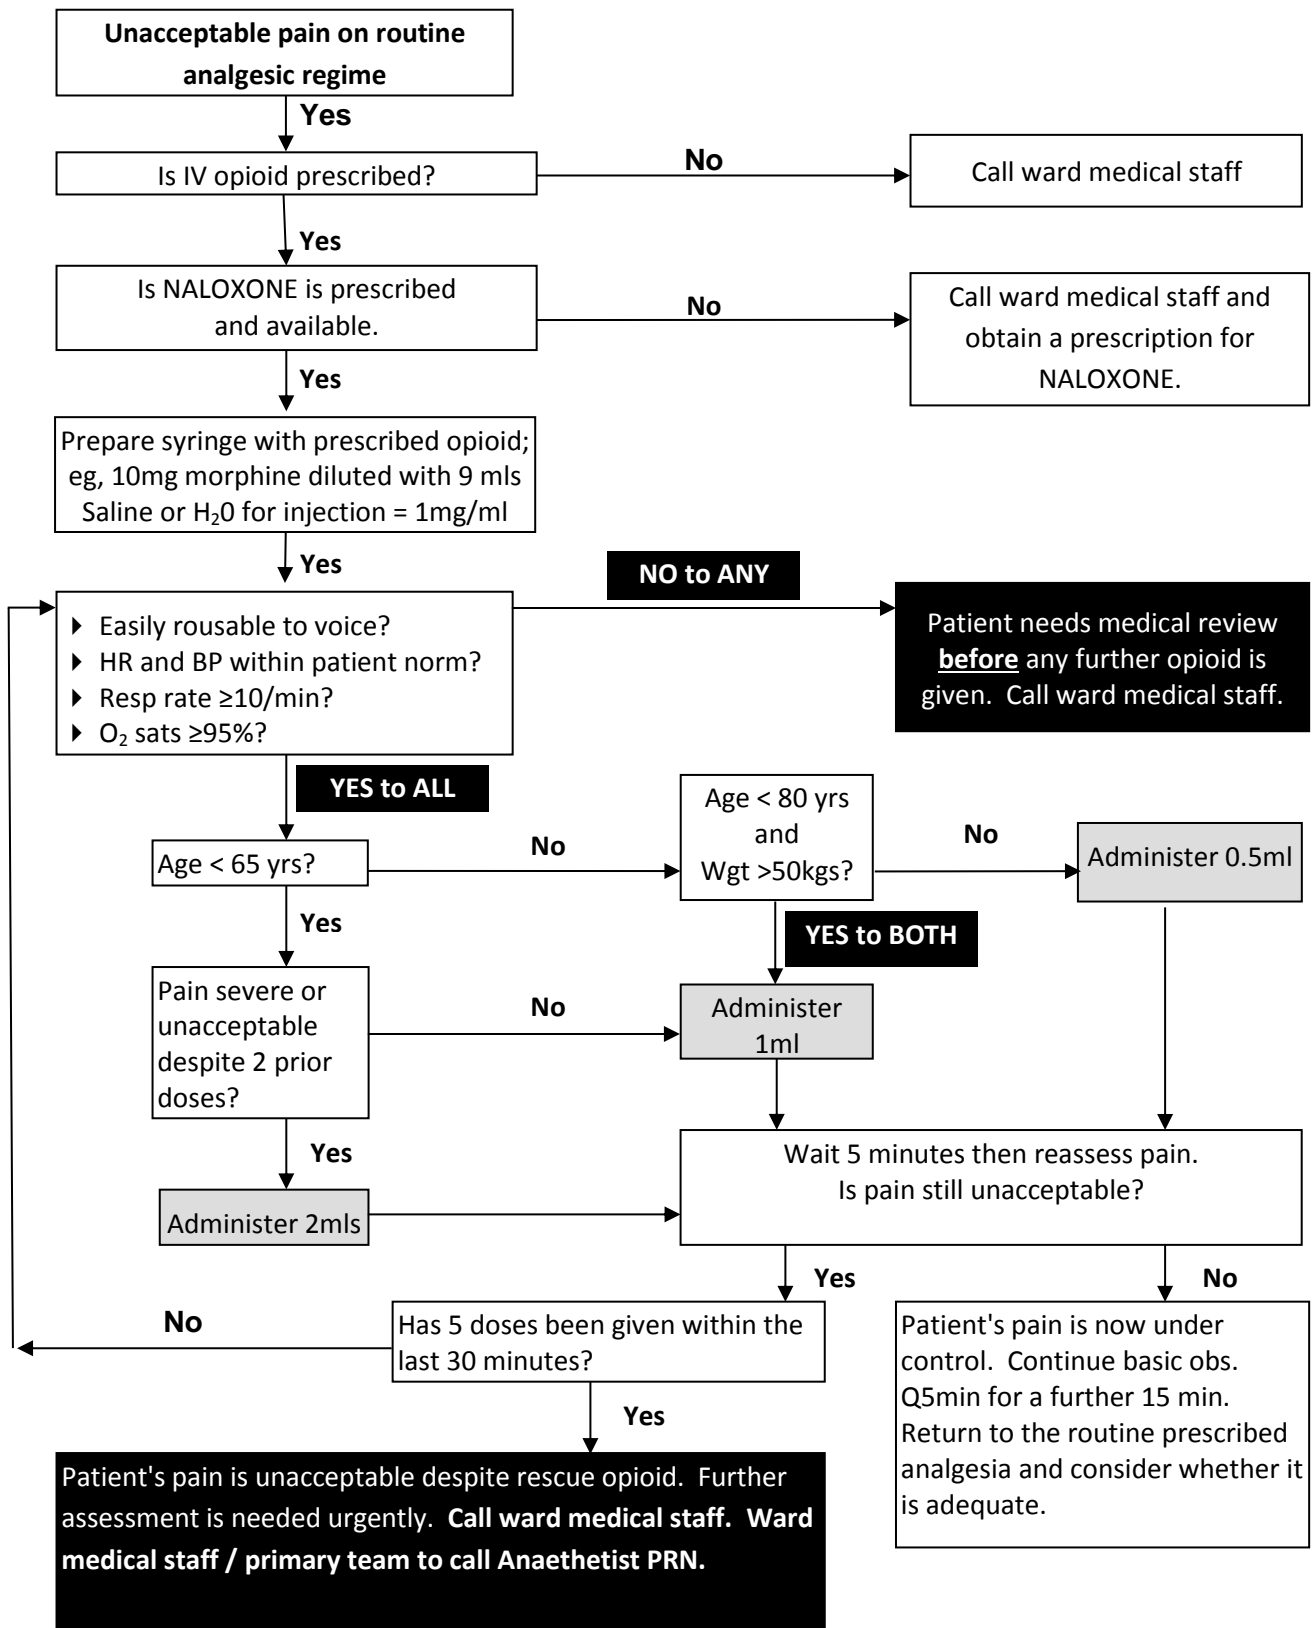 Unacceptable pain on routine
analgesic regime
Yes
Is IV opioid prescribed?
No
Call ward medical staff
Yes
Is NALOXONE is prescribed
and available.
No
Call ward medical staff and
obtain a prescription for
NALOXONE.
Yes
Prepare syringe with prescribed opioid;
eg, 10mg morphine diluted with 9 mls
Saline or H₂0 for injection = 1mg/ml
Yes
NO to ANY
Easily rousable to voice?
HR and BP within patient norm?
Resp rate ≥10/min?
O₂ sats ≥95%?
Patient needs medical review
before any further opioid is
given. Call ward medical staff.
YES to ALL
Age < 65 yrs?
No
Age < 80 yrs
and
Wgt >50kgs?
No
Administer 0.5ml
Yes
YES to BOTH
Pain severe or
unacceptable
despite 2 prior
doses?
No
Administer
1ml
Yes
Administer 2mls
Wait 5 minutes then reassess pain.
Is pain still unacceptable?
Yes
No
No
Has 5 doses been given within the
last 30 minutes?
Patient's pain is now under
control. Continue basic obs.
Q5min for a further 15 min.
Return to the routine prescribed
analgesia and consider whether it
is adequate.
Yes
Patient's pain is unacceptable despite rescue opioid. Further
assessment is needed urgently. Call ward medical staff. Ward
medical staff / primary team to call Anaethetist PRN.